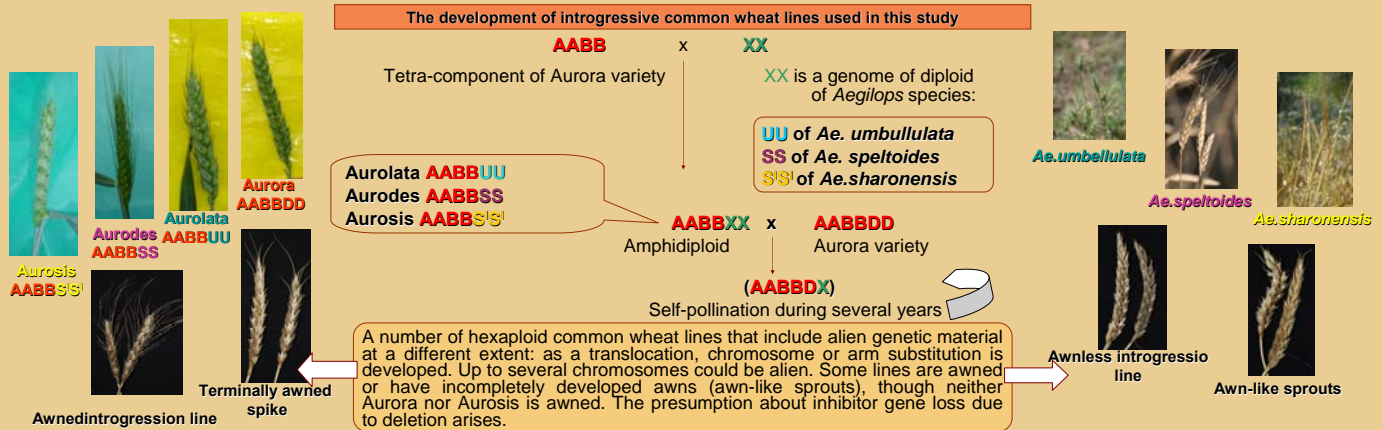 The development of introgressive common wheat lines used in this study
AABB x XX
Tetra-component of Aurora variety
XX is a genome of diploid
of Aegilops species:
UU of Ae. umbullulata
SS of Ae. speltoides
SˡSˡ of Ae.sharonensis
Aurolata AABBUU
Aurodes AABBSS
Aurosis AABBSˡSˡ
AABBXX x AABBDD
Amphidiploid
Aurora variety
(AABBDX)
Self-pollination during several years
A number of hexaploid common wheat lines that include alien genetic material
at a different extent: as a translocation, chromosome or arm substitution is
developed. Up to several chromosomes could be alien. Some lines are awned
or have incompletely developed awns (awn-like sprouts), though neither
Aurora nor Aurosis is awned. The presumption about inhibitor gene loss due
to deletion arises.
Aurosis
AABBSˡSˡ
Aurodes
AABBSS
Aurolata
AABBUU
Aurora
AABBDD
Awnedintrogression line
Terminally awned
spike
Ae.umbellulata
Ae.speltoides
Ae.sharonensis
Awnless introgressio
line
Awn-like sprouts